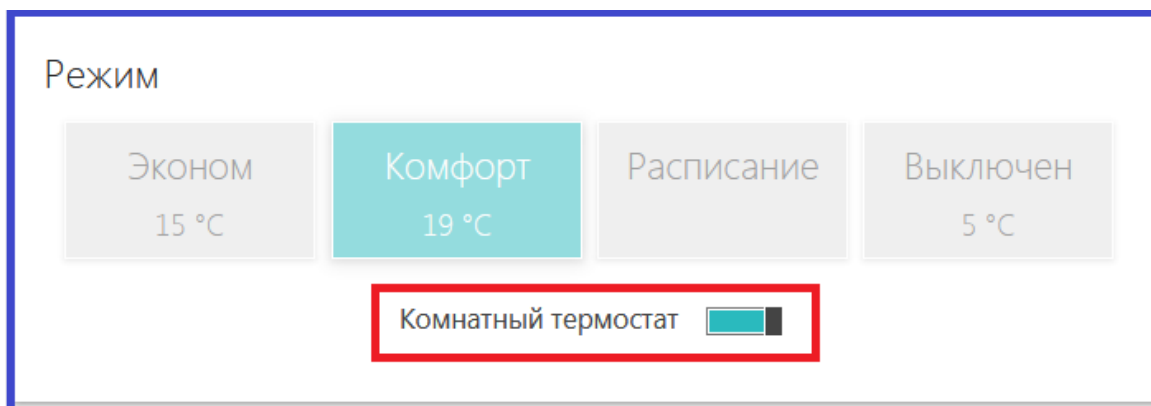 Режим
Эконом Комфорт Расписание Выключен
15 °C 19 °C 5 °C
Комнатный термостат